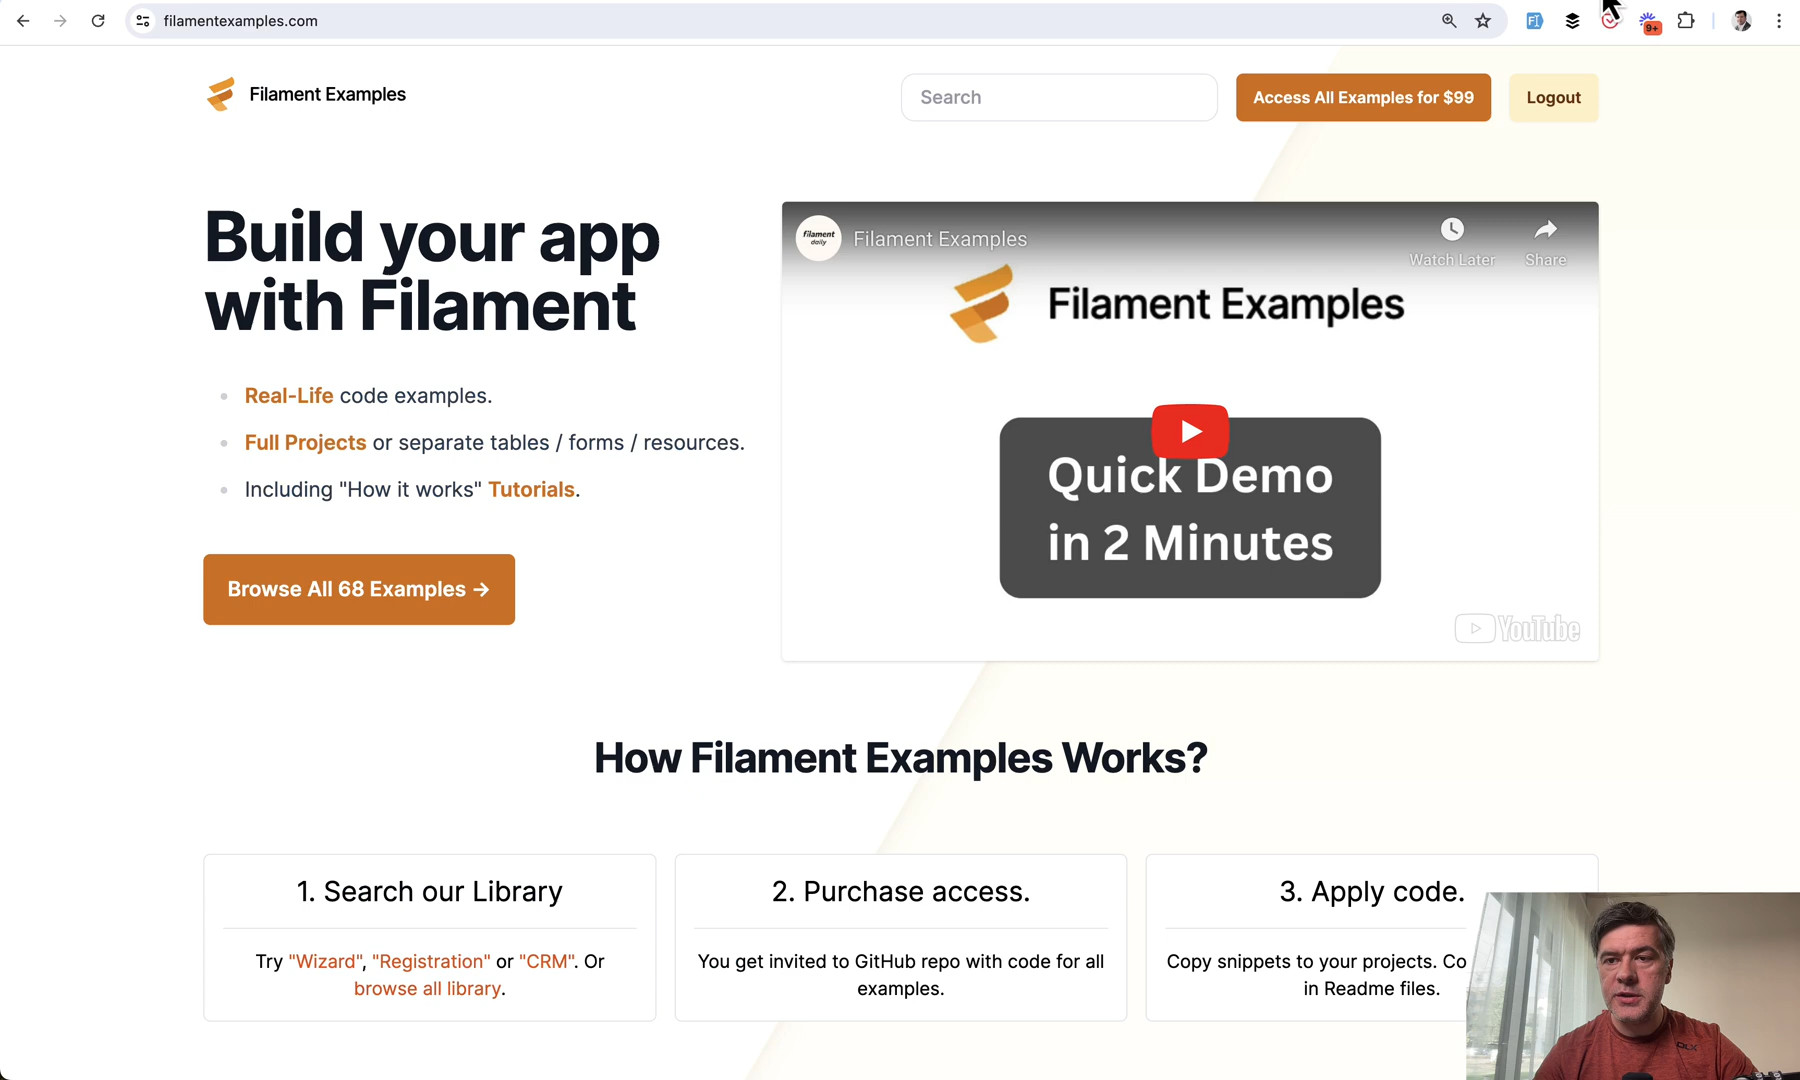 filamentexamples.com
9+
Filament Examples
Search
Access All Examples for $99
Logout
Build your app
with Filament
Real-Life code examples.
Full Projects or separate tables / forms / resources.
Including "How it works" Tutorials.
Browse All 68 Examples →
filament
daily
Filament Examples
Watch Later
Share
Filament Examples
Quick Demo
in 2 Minutes
YouTube
How Filament Examples Works?
1. Search our Library
Try "Wizard", "Registration" or "CRM". Or
browse all library.
2. Purchase access.
You get invited to GitHub repo with code for all
examples.
3. Apply code.
Copy snippets to your projects. Co
in Readme files.
DLX